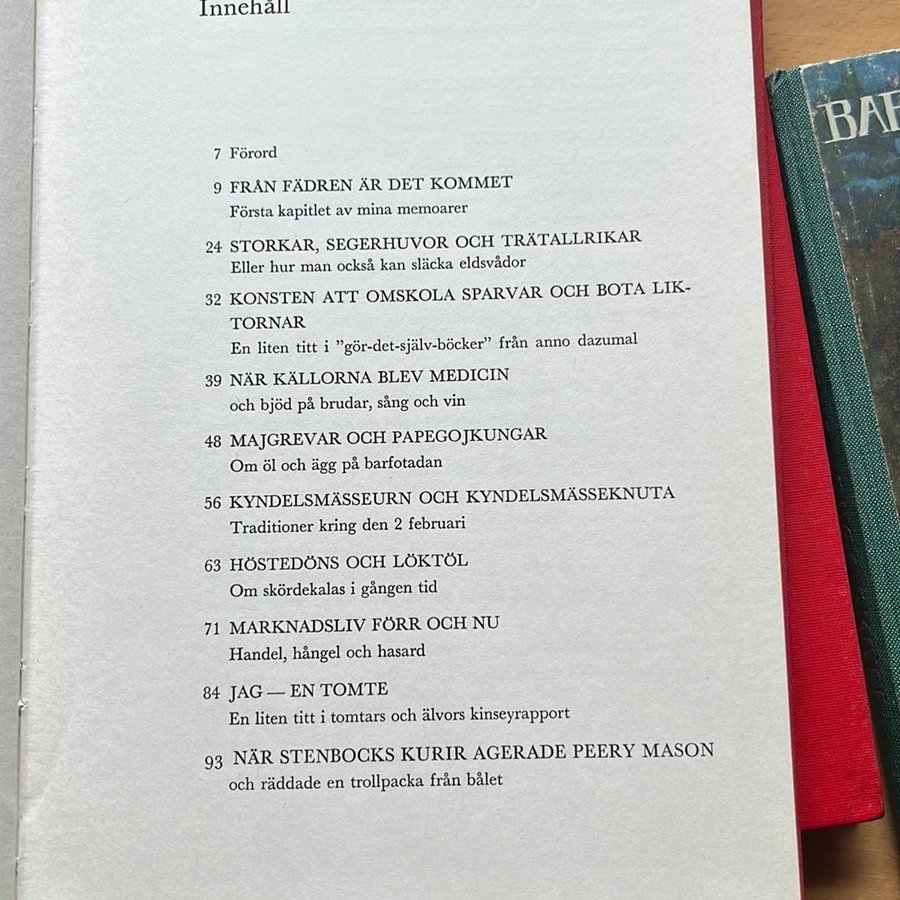 Innehåll
7 Förord
9 FRÅN FÄDREN ÄR DET KOMMET
Första kapitlet av mina memoarer
24 STORKAR, SEGERHUVOR OCH TRÄTALLRIKAR
Eller hur man också kan släcka eldsvådor
32 KONSTEN ATT OMSKOLA SPARVAR OCH BOTA LIK-
TORNAR
En liten titt i ”gör-det-själv-böcker” från anno dazumal
39 NÄR KÄLLORNA BLEV MEDICIN
och bjöd på brudar, sång och vin
48 MAJGREVAR OCH PAPEGOJKUNGAR
Om öl och ägg på barfotadan
56 KYNDELSMÄSSEURN OCH KYNDELSMÄSSEKNUTA
Traditioner kring den 2 februari
63 HÖSTEDÖNS OCH LÖKTÖL
Om skördekalas i gången tid
71 MARKNADSLIV FÖRR OCH NU
Handel, hångel och hasard
84 JAG — EN TOMTE
En liten titt i tomtars och älvors kinseyrapport
93 NÄR STENBOCKS KURIR AGERADE PEERY MASON
och räddade en trollpacka från bålet